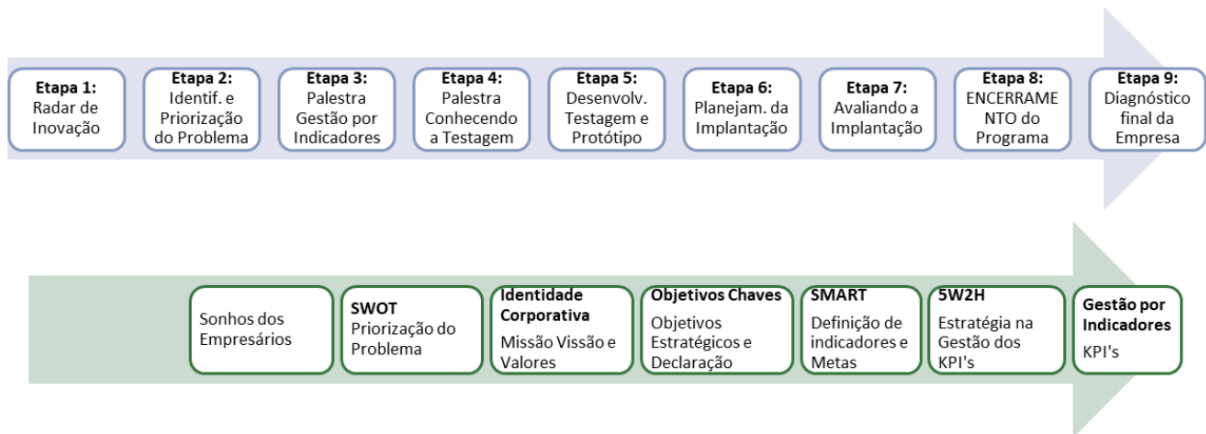 Etapa 1:
Radar de
Inovação
Etapa 2:
Identif. e
Priorização
do Problema
Etapa 3:
Palestra
Gestão por
Indicadores
Etapa 4:
Palestra
Conhecendo
a Testagem
Etapa 5:
Desenvolv.
Testagem e
Protótipo
Etapa 6:
Planejam. da
Implantação
Etapa 7:
Avaliando a
Implantação
Etapa 8:
ENCERRAME
NTO do
Programa
Etapa 9:
Diagnóstico
final da
Empresa
Sonhos dos
Empresários
SWOT
Priorização do
Problema
Identidade
Corporativa
Missão Vissão e
Valores
Objetivos Chaves
Objetivos
Estratégicos e
Declaração
SMART
Definição de
indicadores e
Metas
5W2H
Estratégia na
Gestão dos
KPI's
Gestão por
Indicadores
KPI's